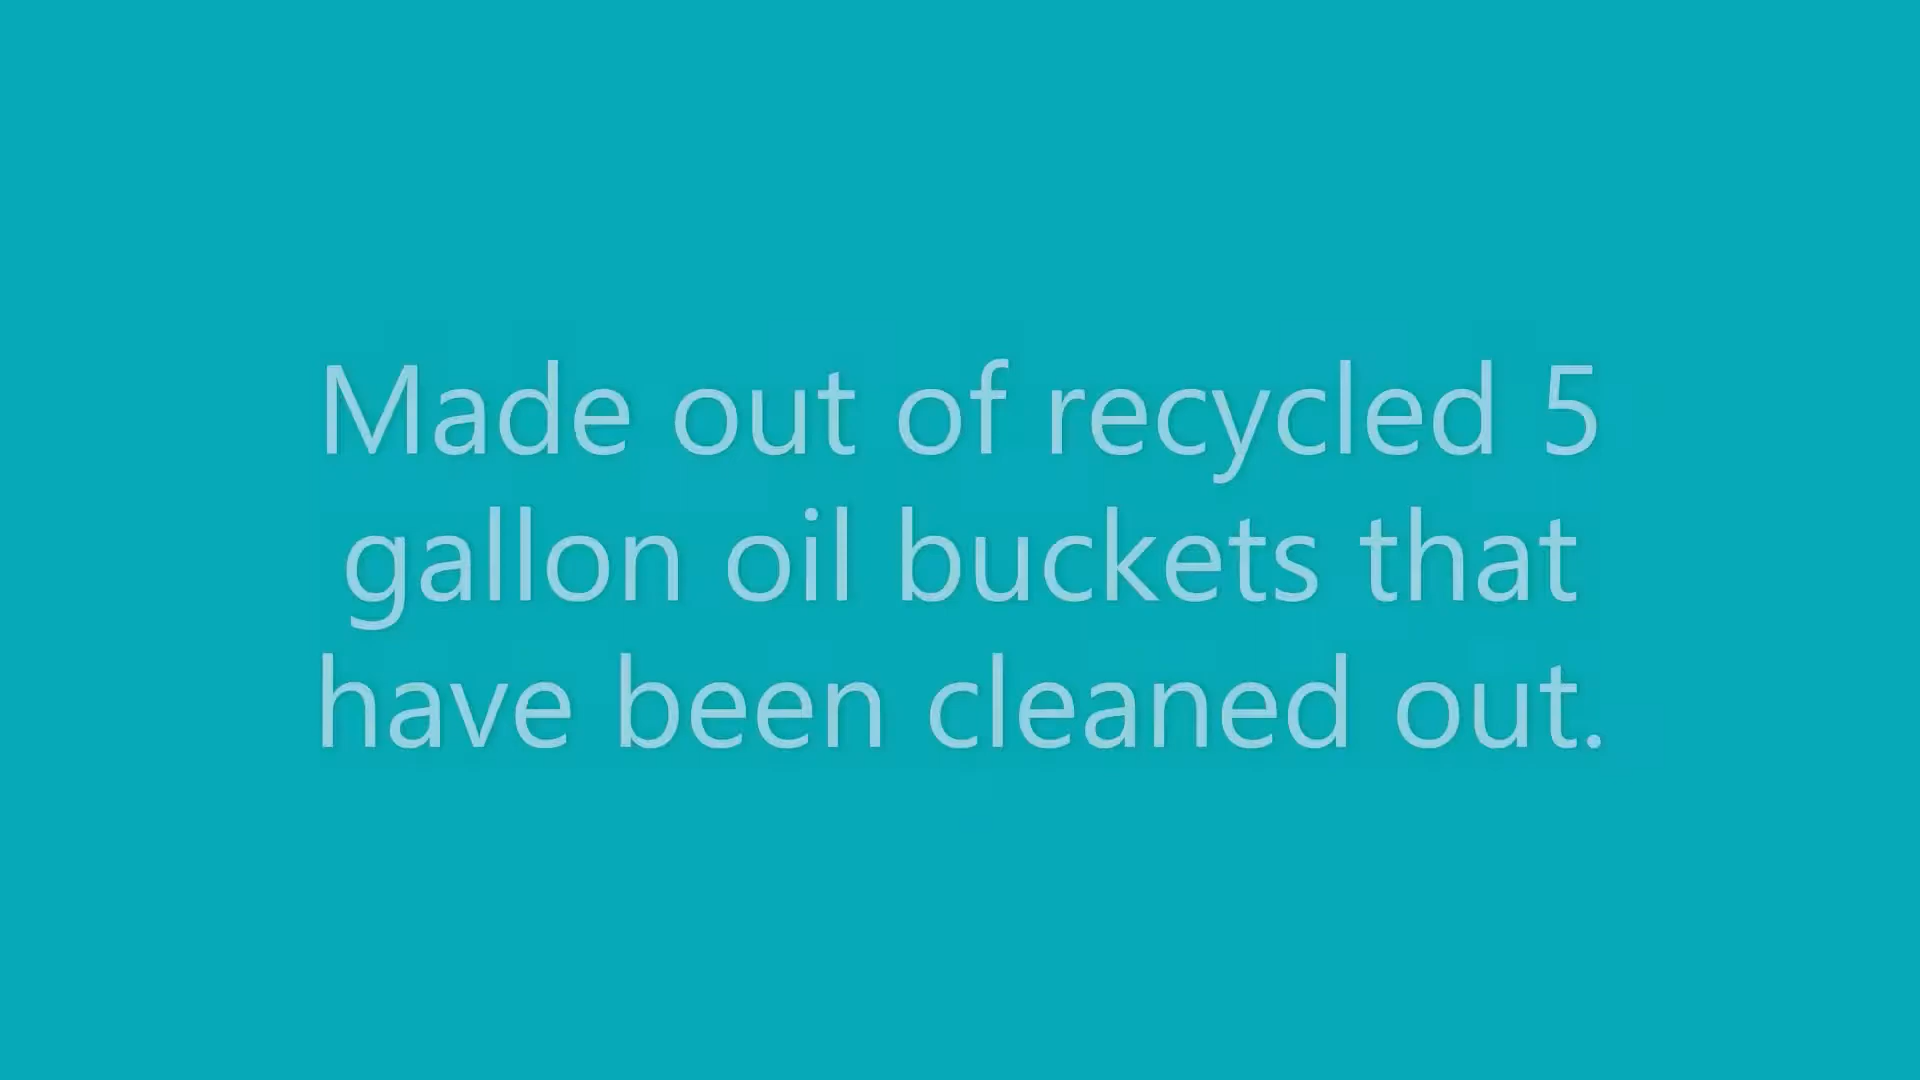 Made out of recycled 5
gallon oil buckets that
have been cleaned out.